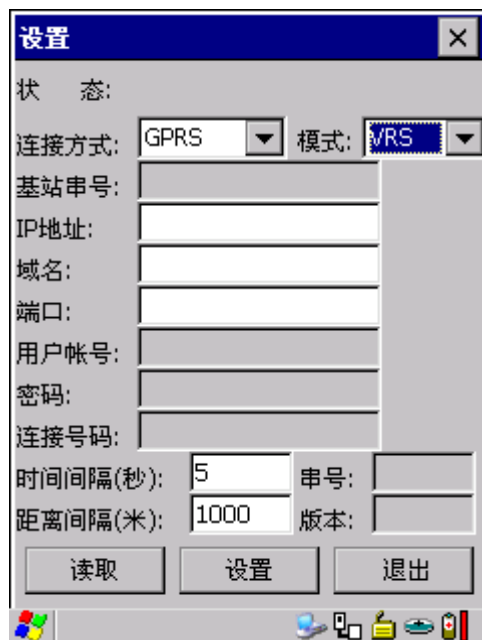 设置
状 态:
连接方式: GPRS 模式: VRS
基站串号:
IP地址:
域名:
端口:
用户帐号:
密码:
连接号码:
时间间隔(秒): 5 串号:
距离间隔(米): 1000 版本:
读取 设置 退出